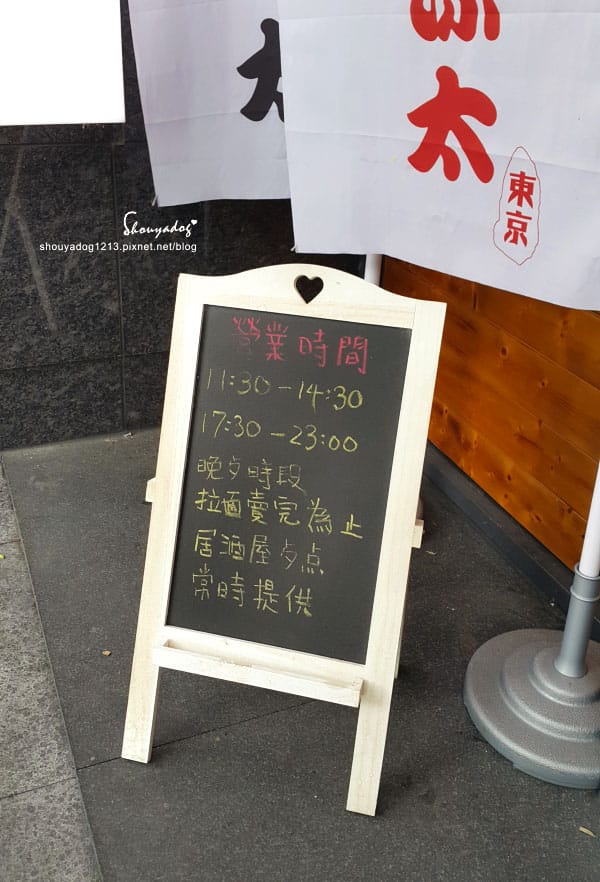 太
太
東京
Shouyadog
shouyadog1213.pixnet.net/blog
營業時間
11:30-14:30
17:30-23:00
晚夕時段
拉麵賣完為止
居酒屋夕点
常時提供